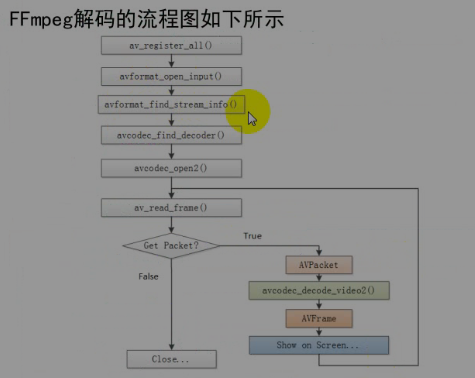 FFmpeg解码的流程图如下所示
av_register_all()
avformat_open_input()
avformat_find_stream_info()
avcodec_find_decoder()
avcodec_open2()
av_read_frame()
Get Packet?
True
False
AVPacket
avcodec_decode_video2()
AVFrame
Show on Screen...
Close...